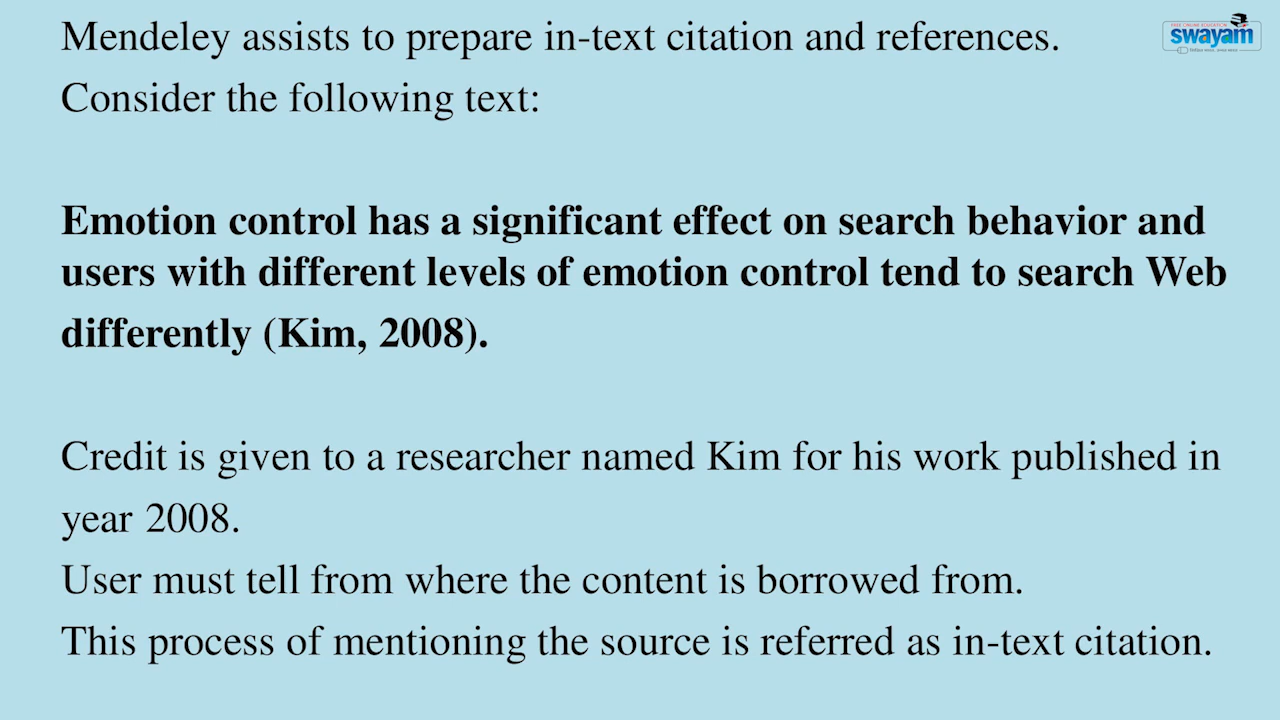 Mendeley assists to prepare in-text citation and references.
Consider the following text:
Emotion control has a significant effect on search behavior and
users with different levels of emotion control tend to search Web
differently (Kim, 2008).
Credit is given to a researcher named Kim for his work published in
year 2008.
User must tell from where the content is borrowed from.
This process of mentioning the source is referred as in-text citation.
FREE ONLINE EDUCATION
swayam